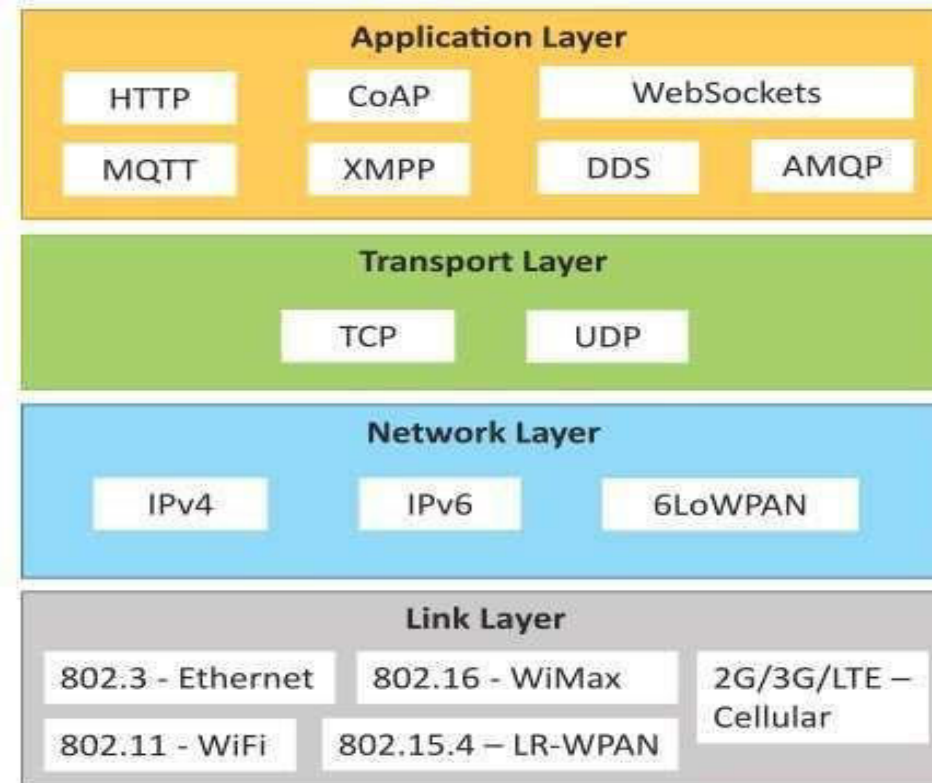 Application Layer
HTTP
CoAP
WebSockets
MQTT
XMPP
DDS
AMQP
Transport Layer
TCP
UDP
Network Layer
IPv4
IPv6
6LoWPAN
Link Layer
802.3 - Ethernet
802.16 - WiMax
2G/3G/LTE –
Cellular
802.11 - WiFi
802.15.4 – LR-WPAN